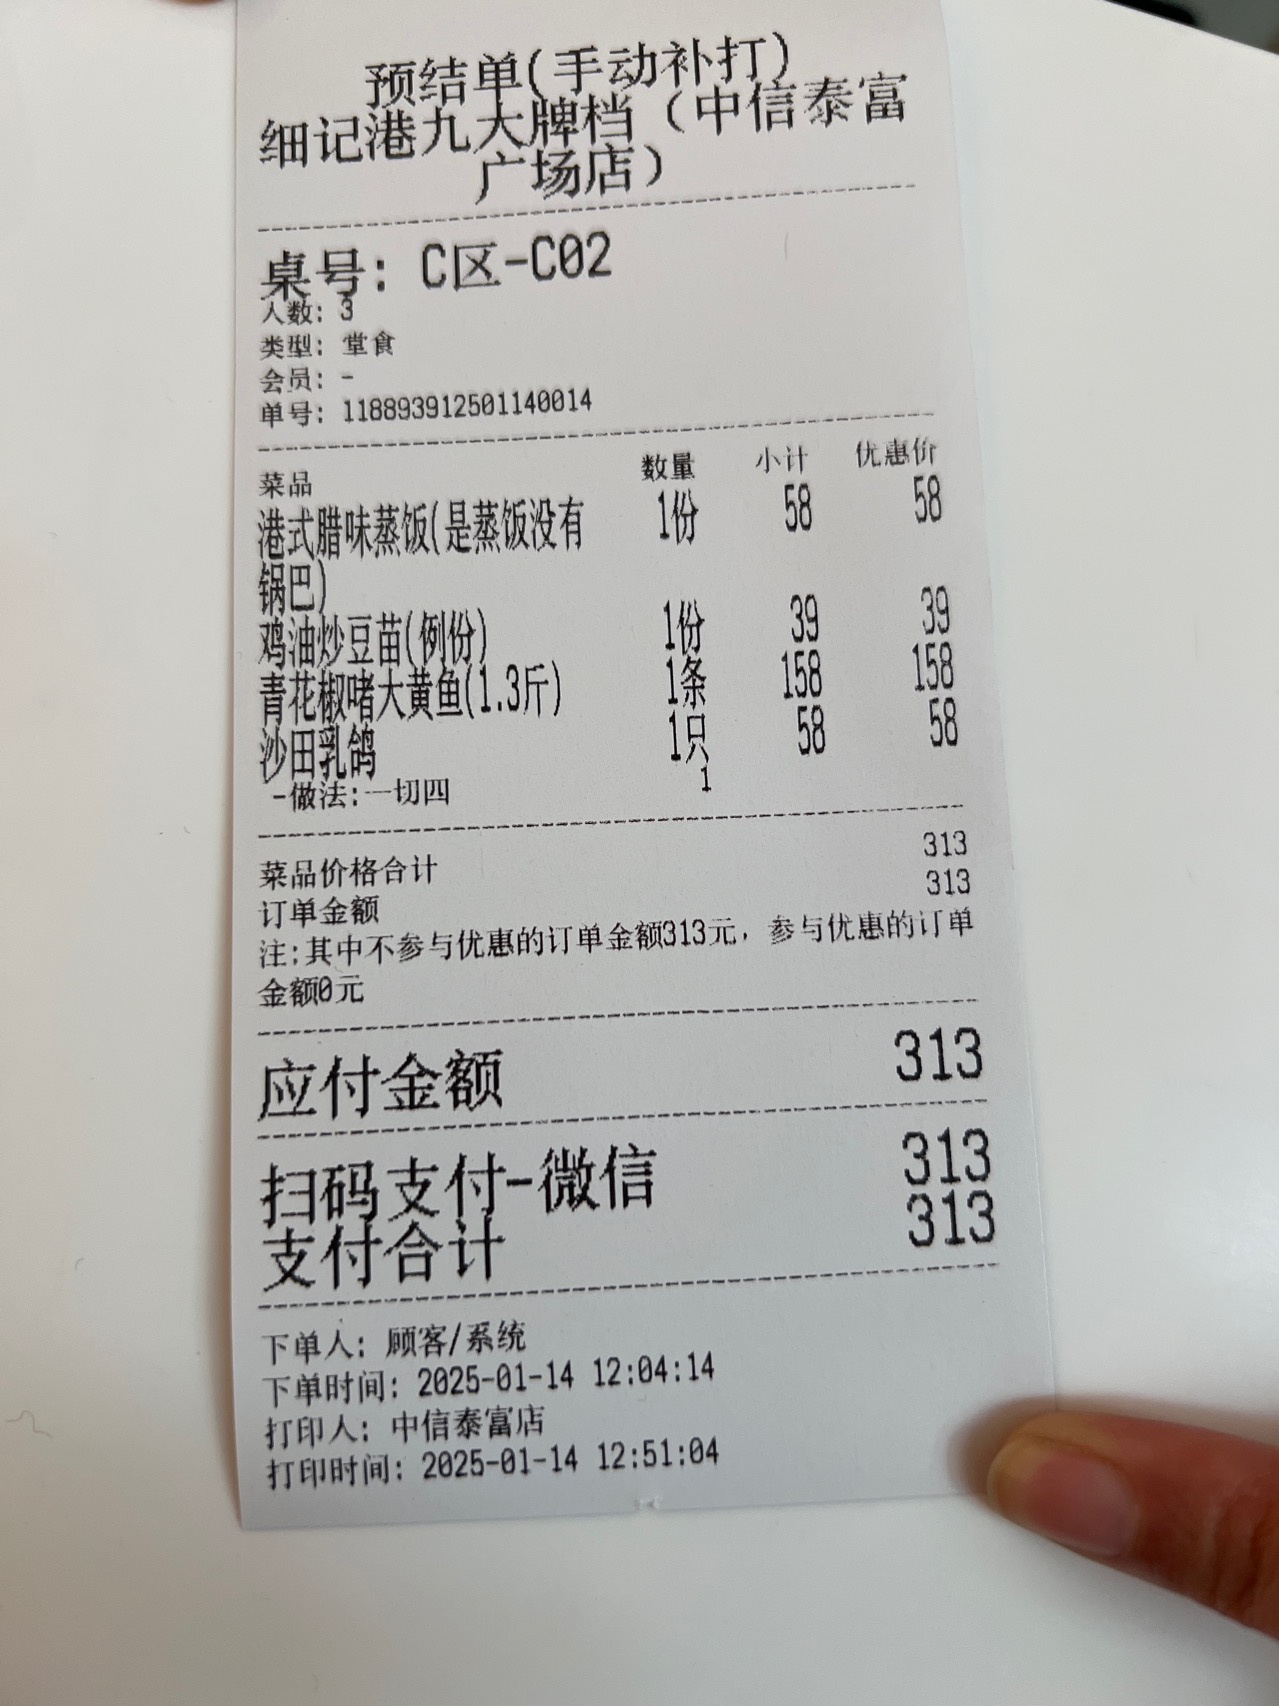 预结单(手动补打)
细记港九大牌档（中信泰富
广场店）
桌号: C区-C02
人数: 3
类型: 堂食
会员: -
单号: 118893912501140014
菜品 数量 小计 优惠价
港式腊味蒸饭(是蒸饭没有 1份 58 58
锅巴)
鸡油炒豆苗(例份) 1份 39 39
青花椒啫大黄鱼(1.3斤) 1条 158 158
沙田乳鸽 1只 58 58
-做法:一切四 1
菜品价格合计 313
订单金额 313
注:其中不参与优惠的订单金额313元，参与优惠的订单
金额0元
应付金额 313
扫码支付-微信 313
支付合计 313
下单人: 顾客/系统
下单时间: 2025-01-14 12:04:14
打印人: 中信泰富店
打印时间: 2025-01-14 12:51:04